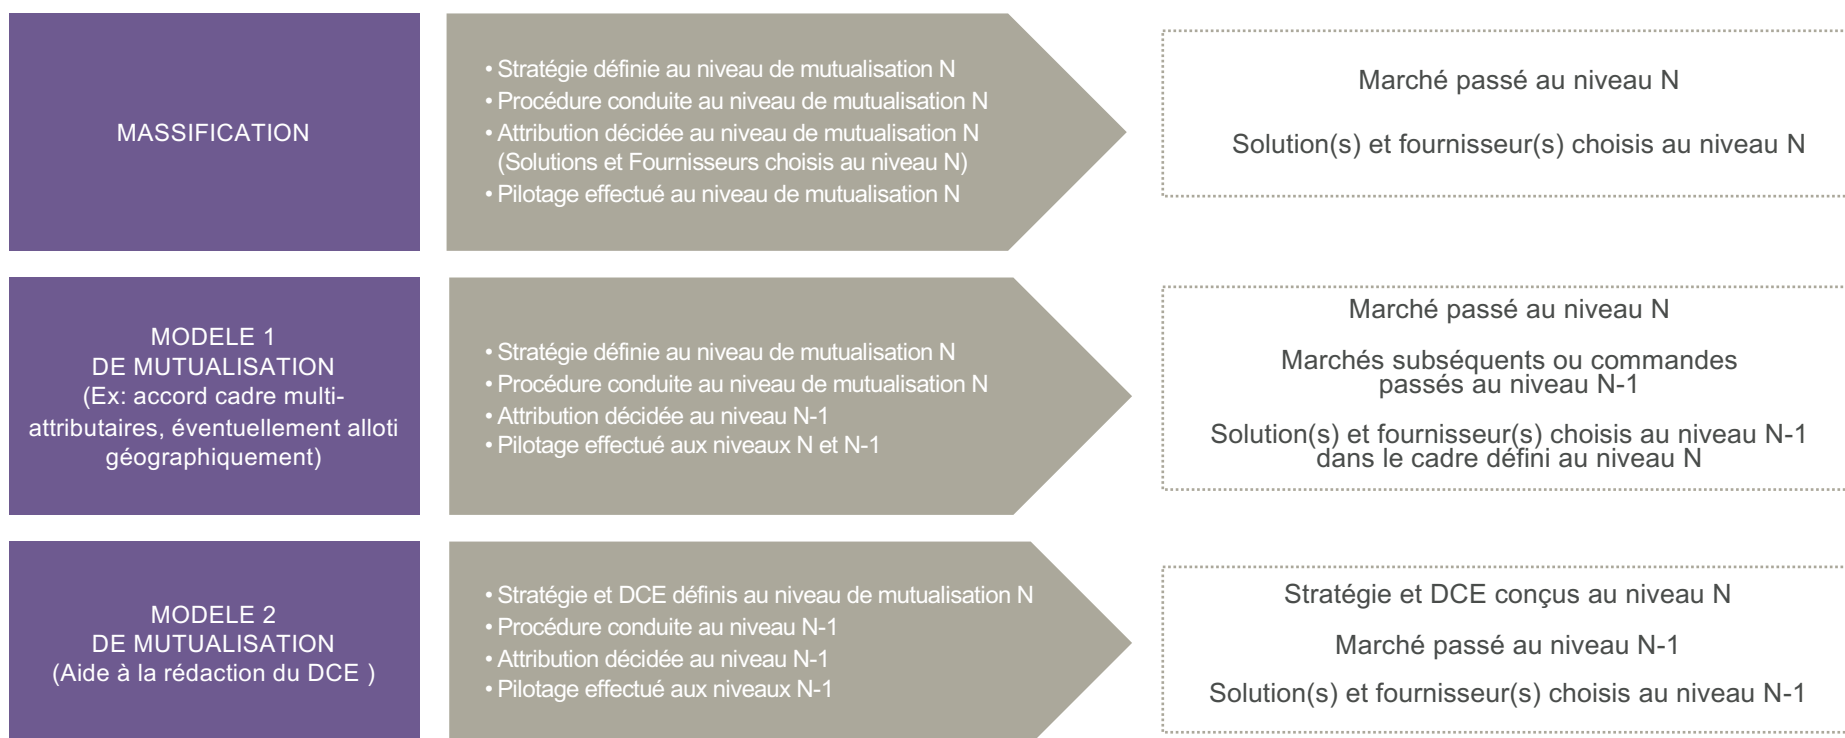 MASSIFICATION
• Stratégie définie au niveau de mutualisation N
• Procédure conduite au niveau de mutualisation N
• Attribution décidée au niveau de mutualisation N
(Solutions et Fournisseurs choisis au niveau N)
• Pilotage effectué au niveau de mutualisation N
Marché passé au niveau N
Solution(s) et fournisseur(s) choisis au niveau N
MODELE 1
DE MUTUALISATION
(Ex: accord cadre multi-
attributaires, éventuellement alloti
géographiquement)
• Stratégie définie au niveau de mutualisation N
• Procédure conduite au niveau de mutualisation N
• Attribution décidée au niveau N-1
• Pilotage effectué aux niveaux N et N-1
Marché passé au niveau N
Marchés subséquents ou commandes
passés au niveau N-1
Solution(s) et fournisseur(s) choisis au niveau N-1
dans le cadre défini au niveau N
MODELE 2
DE MUTUALISATION
(Aide à la rédaction du DCE )
• Stratégie et DCE définis au niveau de mutualisation N
• Procédure conduite au niveau N-1
• Attribution décidée au niveau N-1
• Pilotage effectué aux niveaux N-1
Stratégie et DCE conçus au niveau N
Marché passé au niveau N-1
Solution(s) et fournisseur(s) choisis au niveau N-1